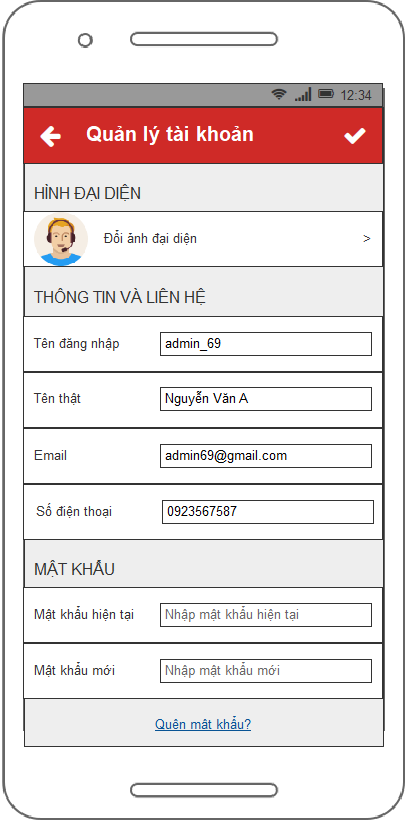 12:34
Quản lý tài khoản
HÌNH ĐẠI DIỆN
Đổi ảnh đại diện >
THÔNG TIN VÀ LIÊN HỆ
Tên đăng nhập admin_69
Tên thật Nguyễn Văn A
Email admin69@gmail.com
Số điện thoại 0923567587
MẬT KHẨU
Mật khẩu hiện tại Nhập mật khẩu hiện tại
Mật khẩu mới Nhập mật khẩu mới
Quên mât khẩu?